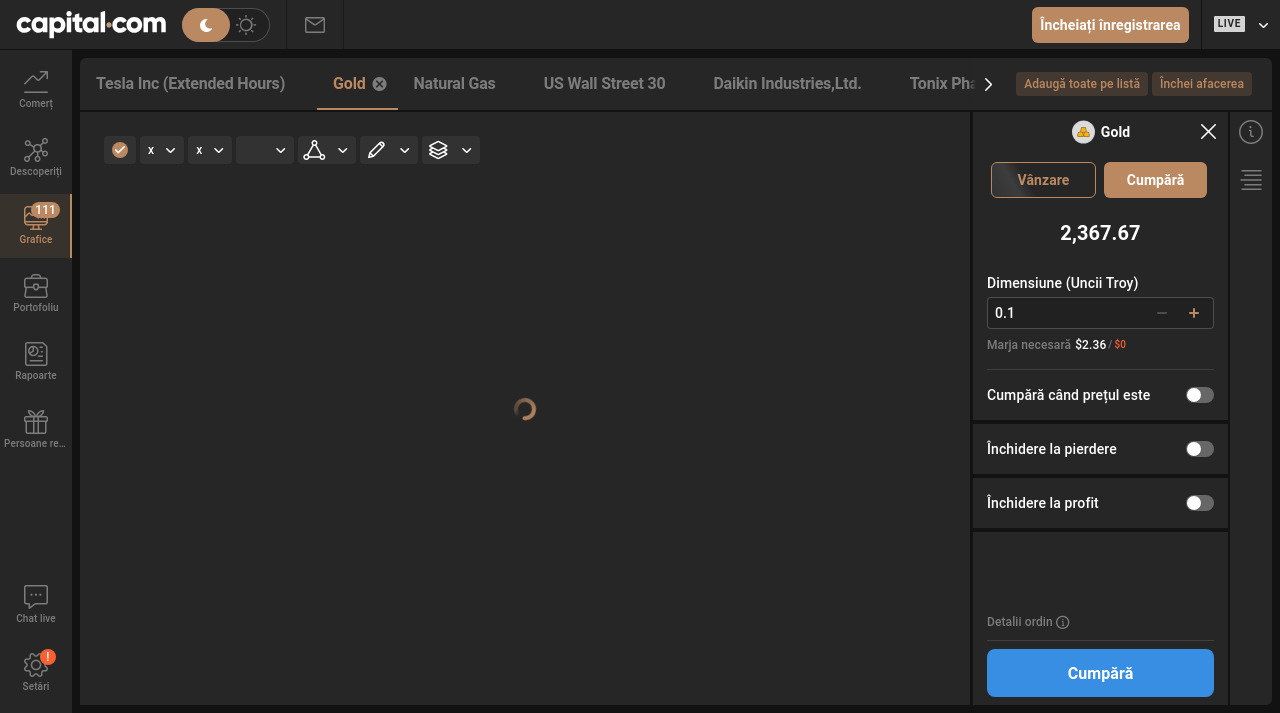 capital.com
Încheiați înregistrarea
LIVE
Comerț
Descoperiți
111
Grafice
Portofoliu
Rapoarte
Persoane re...
Chat live
!
Setări
Tesla Inc (Extended Hours)
Gold
Natural Gas
US Wall Street 30
Daikin Industries,Ltd.
Tonix Pha
Adaugă toate pe listă
Închei afacerea
x
x
Gold
Vânzare
Cumpără
2,367.67
Dimensiune (Uncii Troy)
0.1
Marja necesară $2.36 / $0
Cumpără când prețul este
Închidere la pierdere
Închidere la profit
Detalii ordin
Cumpără